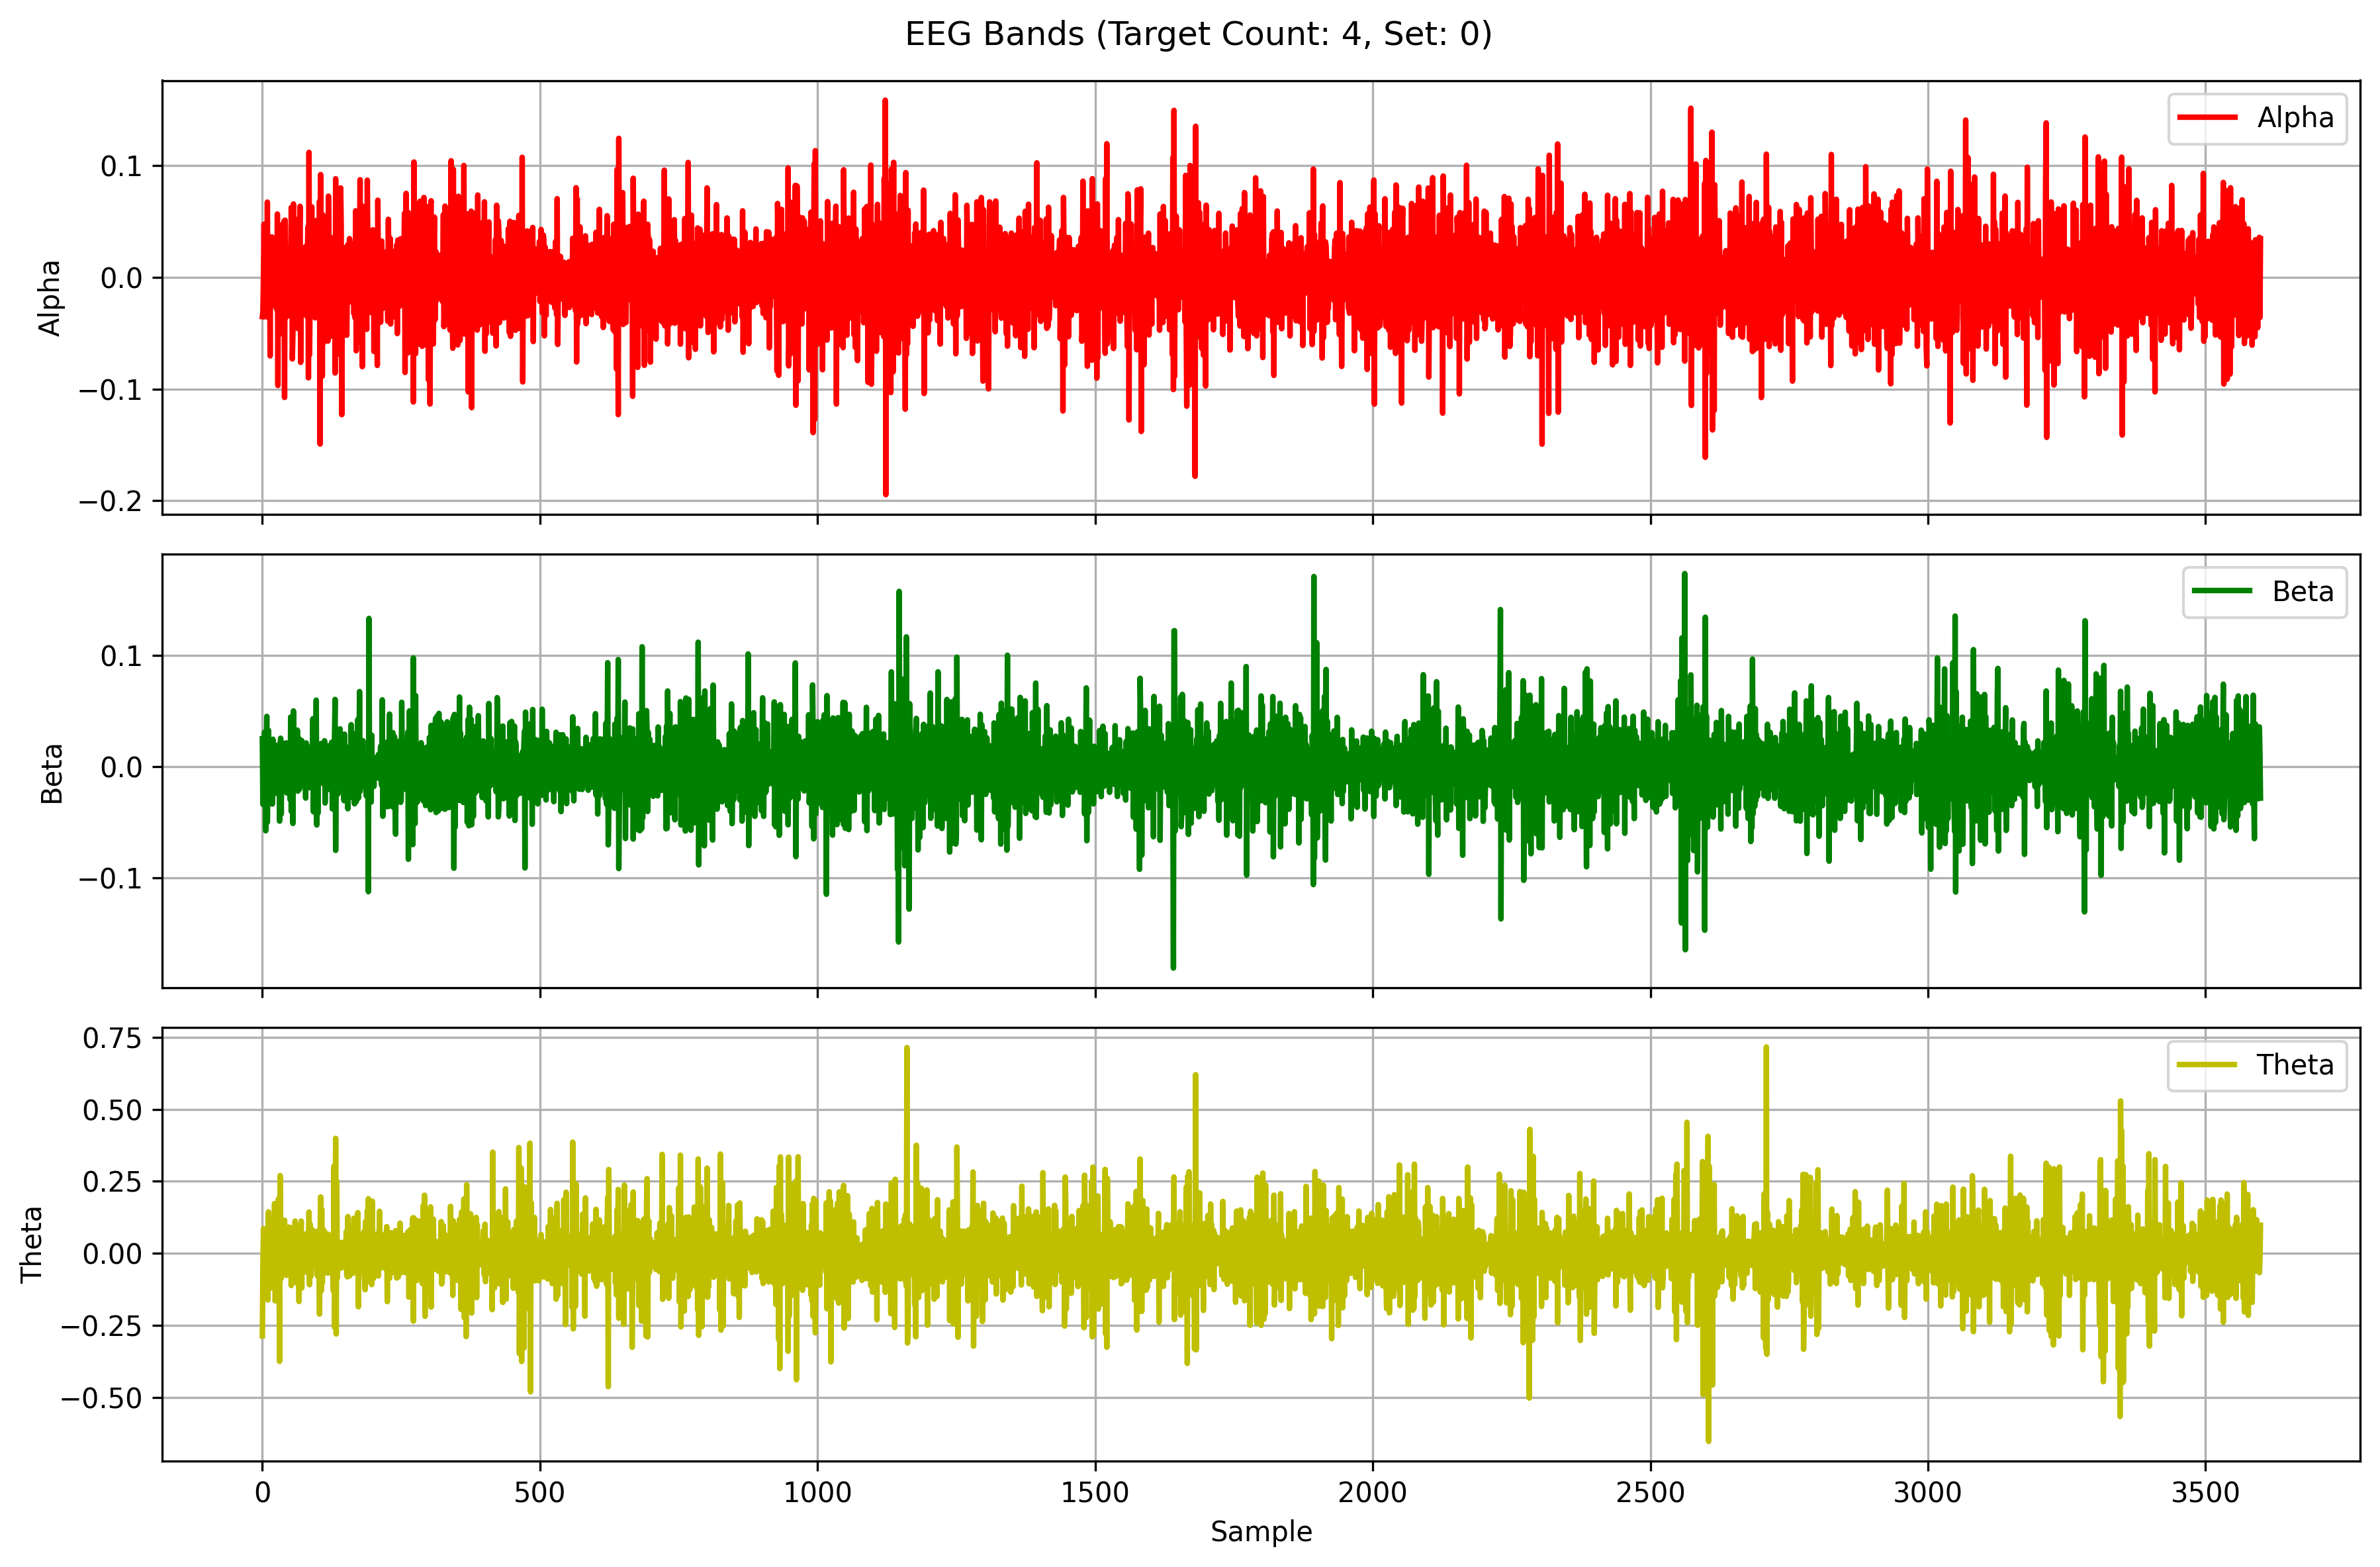 EEG Bands (Target Count: 4, Set: 0)
Alpha
0.1
0.0
−0.1
−0.2
Alpha
Beta
0.1
0.0
−0.1
Beta
Theta
0.75
0.50
0.25
0.00
−0.25
−0.50
Theta
0 500 1000 1500 2000 2500 3000 3500
Sample